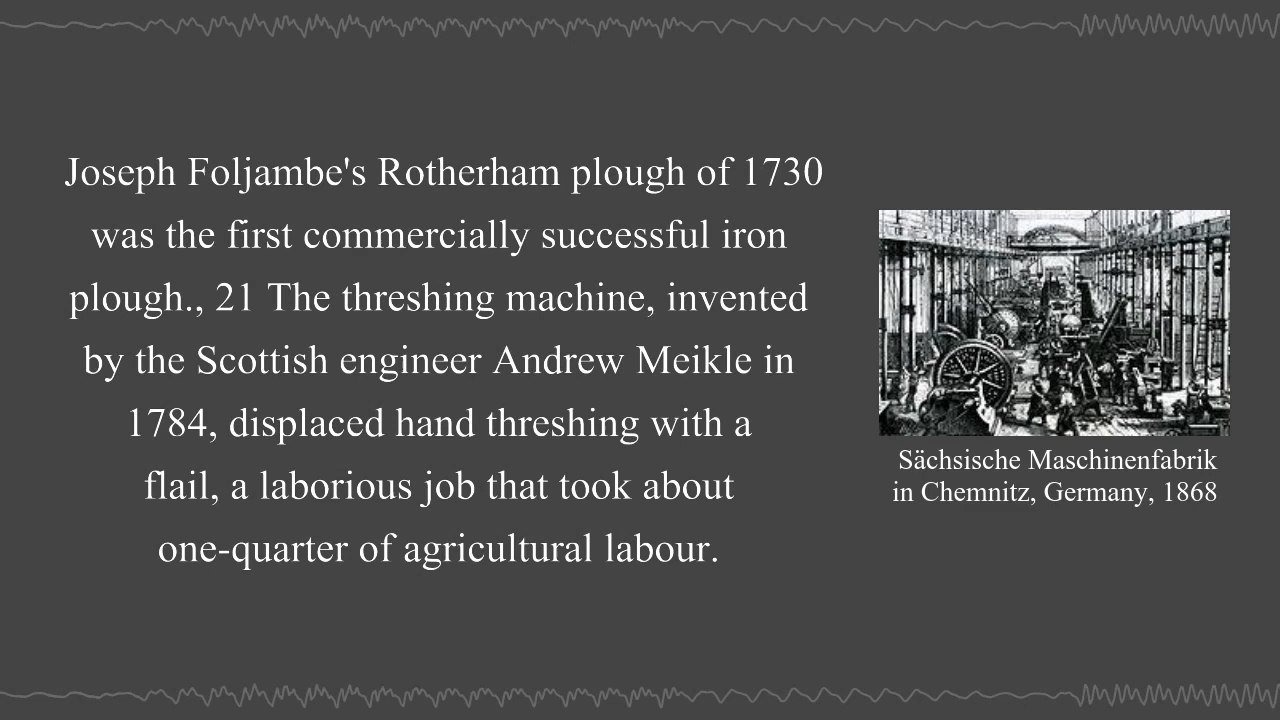 Joseph Foljambe's Rotherham plough of 1730
was the first commercially successful iron
plough., 21 The threshing machine, invented
by the Scottish engineer Andrew Meikle in
1784, displaced hand threshing with a
flail, a laborious job that took about
one-quarter of agricultural labour.
Sächsische Maschinenfabrik
in Chemnitz, Germany, 1868